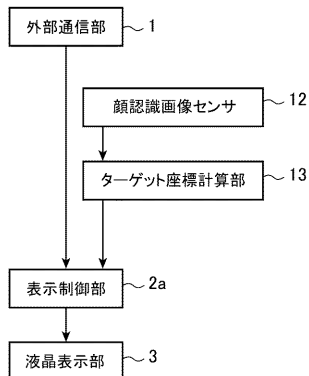 外部通信部 1
顔認識画像センサ 12
ターゲット座標計算部 13
表示制御部 2a
液晶表示部 3